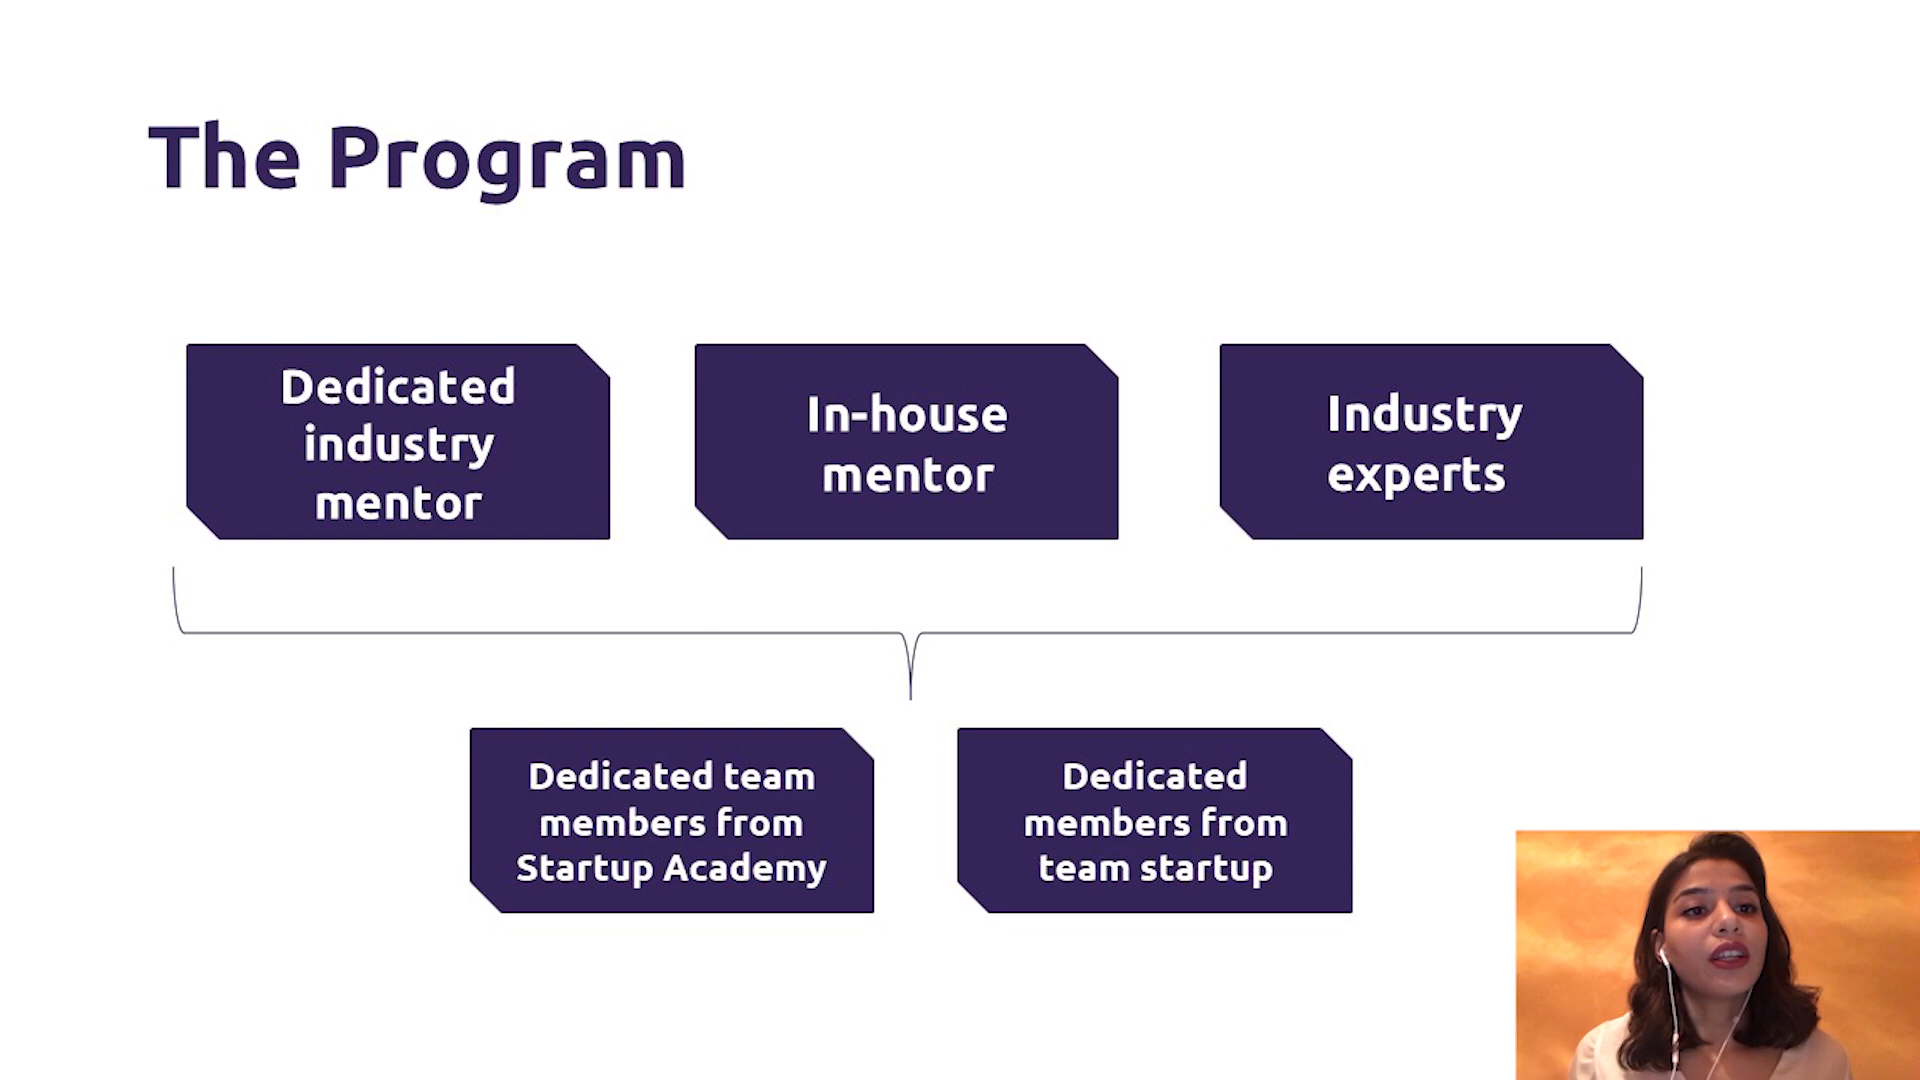 The Program
Dedicated
industry
mentor
In-house
mentor
Industry
experts
Dedicated team
members from
Startup Academy
Dedicated
members from
team startup